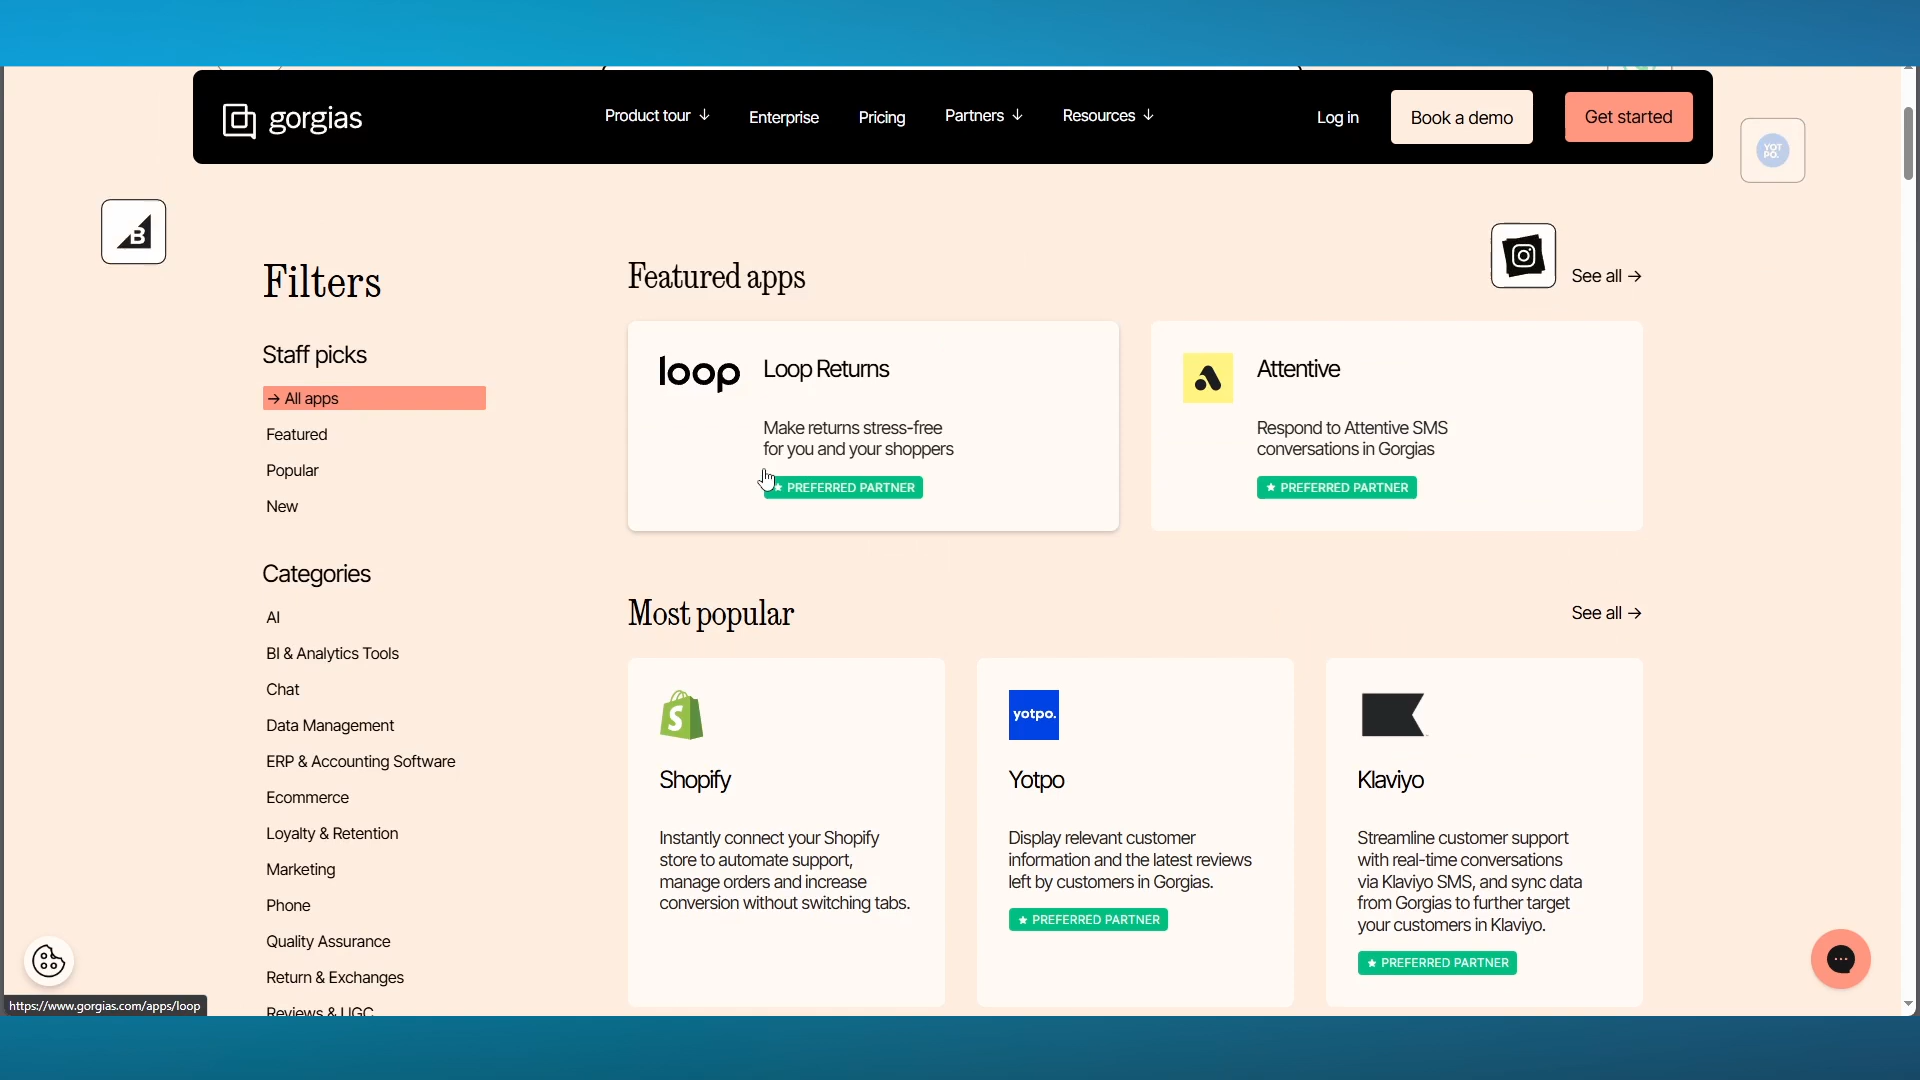 gorgias
Product tour ↓
Enterprise
Pricing
Partners ↓
Resources ↓
Log in
Book a demo
Get started
YOT
PO.
B
Filters
Staff picks
→ All apps
Featured
Popular
New
Categories
AI
BI & Analytics Tools
Chat
Data Management
ERP & Accounting Software
Ecommerce
Loyalty & Retention
Marketing
Phone
Quality Assurance
Return & Exchanges
Reviews & UGC
Featured apps
See all →
loop
Loop Returns
Make returns stress-free
for you and your shoppers
★ PREFERRED PARTNER
Attentive
Respond to Attentive SMS
conversations in Gorgias
★ PREFERRED PARTNER
Most popular
See all →
S
Shopify
Instantly connect your Shopify
store to automate support,
manage orders and increase
conversion without switching tabs.
yotpo.
Yotpo
Display relevant customer
information and the latest reviews
left by customers in Gorgias.
★ PREFERRED PARTNER
Klaviyo
Streamline customer support
with real-time conversations
via Klaviyo SMS, and sync data
from Gorgias to further target
your customers in Klaviyo.
★ PREFERRED PARTNER
https://www.gorgias.com/apps/loop